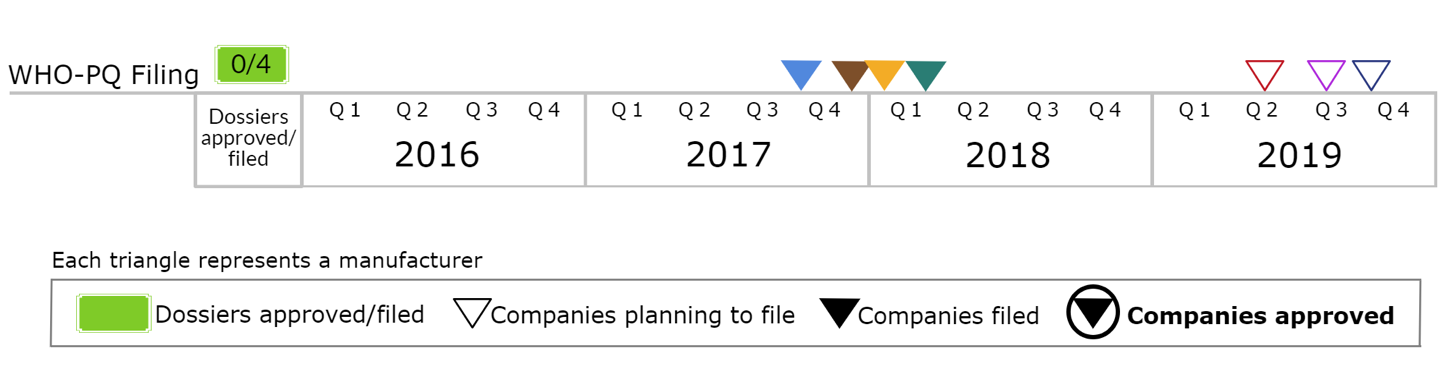 WHO-PQ Filing
0/4
Dossiers
approved/
filed
Q 1 Q 2 Q 3 Q 4
2016
Q 1 Q 2 Q 3 Q 4
2017
Q 1 Q 2 Q 3 Q 4
2018
Q 1 Q 2 Q 3 Q 4
2019
Each triangle represents a manufacturer
Dossiers approved/filed
Companies planning to file
Companies filed
Companies approved